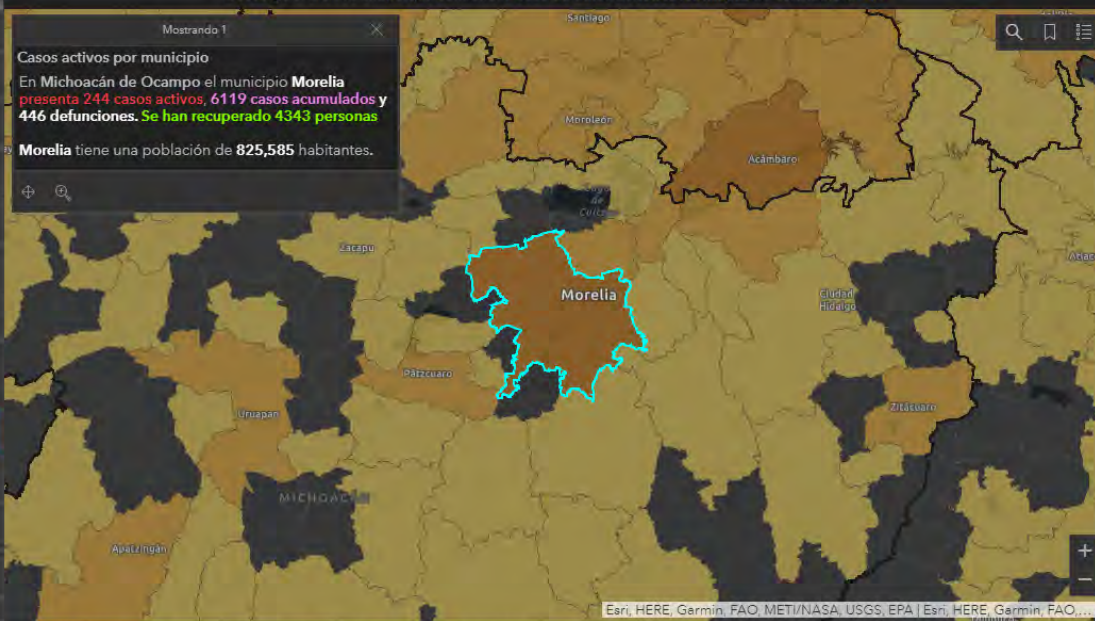 Mostrando 1
Casos activos por municipio
En Michoacán de Ocampo el municipio Morelia
presenta 244 casos activos, 6119 casos acumulados y
446 defunciones. Se han recuperado 4343 personas
Morelia tiene una población de 825,585 habitantes.
Santiago
Moroleón
Acámbaro
de
Zacapu
Morelia
Ciudad
Hidalgo
Pátzcuaro
Uruapan
Zitácuaro
MICHOACÁN
Apatzingán
Esri, HERE, Garmin, FAO, METI/NASA, USGS, EPA | Esri, HERE, Garmin, FAO,...